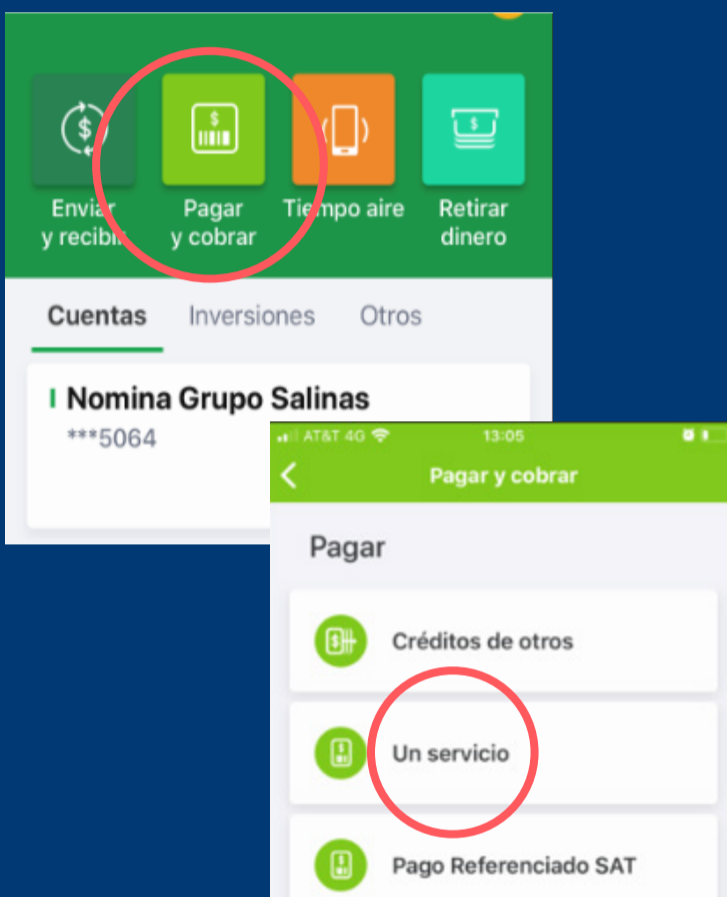 Enviar
y recibir
Pagar
y cobrar
Tiempo aire
Retirar
dinero
Cuentas
Inversiones
Otros
Nomina Grupo Salinas
***5064
AT&T 4G
13:05
Pagar y cobrar
Pagar
Créditos de otros
Un servicio
Pago Referenciado SAT